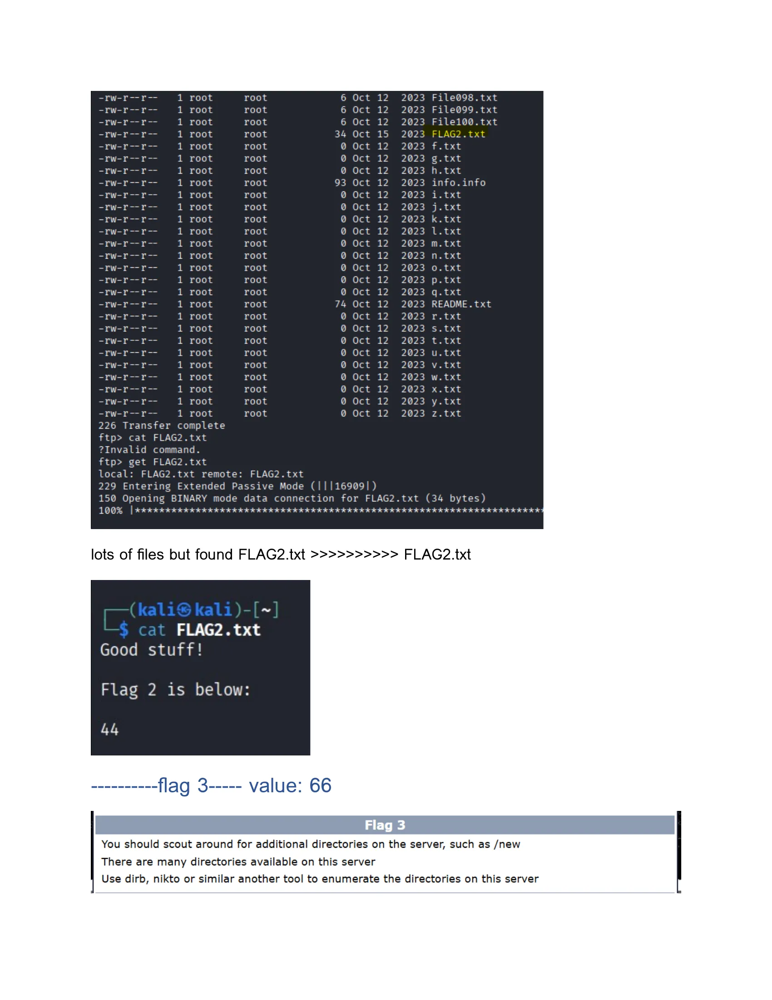 -rw-r--r-- 1 root root 6 Oct 12 2023 File098.txt
-rw-r--r-- 1 root root 6 Oct 12 2023 File099.txt
-rw-r--r-- 1 root root 6 Oct 12 2023 File100.txt
-rw-r--r-- 1 root root 34 Oct 15 2023 FLAG2.txt
-rw-r--r-- 1 root root 0 Oct 12 2023 f.txt
-rw-r--r-- 1 root root 0 Oct 12 2023 g.txt
-rw-r--r-- 1 root root 0 Oct 12 2023 h.txt
-rw-r--r-- 1 root root 93 Oct 12 2023 info.info
-rw-r--r-- 1 root root 0 Oct 12 2023 i.txt
-rw-r--r-- 1 root root 0 Oct 12 2023 j.txt
-rw-r--r-- 1 root root 0 Oct 12 2023 k.txt
-rw-r--r-- 1 root root 0 Oct 12 2023 l.txt
-rw-r--r-- 1 root root 0 Oct 12 2023 m.txt
-rw-r--r-- 1 root root 0 Oct 12 2023 n.txt
-rw-r--r-- 1 root root 0 Oct 12 2023 o.txt
-rw-r--r-- 1 root root 0 Oct 12 2023 p.txt
-rw-r--r-- 1 root root 0 Oct 12 2023 q.txt
-rw-r--r-- 1 root root 74 Oct 12 2023 README.txt
-rw-r--r-- 1 root root 0 Oct 12 2023 r.txt
-rw-r--r-- 1 root root 0 Oct 12 2023 s.txt
-rw-r--r-- 1 root root 0 Oct 12 2023 t.txt
-rw-r--r-- 1 root root 0 Oct 12 2023 u.txt
-rw-r--r-- 1 root root 0 Oct 12 2023 v.txt
-rw-r--r-- 1 root root 0 Oct 12 2023 w.txt
-rw-r--r-- 1 root root 0 Oct 12 2023 x.txt
-rw-r--r-- 1 root root 0 Oct 12 2023 y.txt
-rw-r--r-- 1 root root 0 Oct 12 2023 z.txt
226 Transfer complete
ftp> cat FLAG2.txt
?Invalid command.
ftp> get FLAG2.txt
local: FLAG2.txt remote: FLAG2.txt
229 Entering Extended Passive Mode (|||16909|)
150 Opening BINARY mode data connection for FLAG2.txt (34 bytes)
100% |********************************************************************
lots of files but found FLAG2.txt >>>>>>>>>> FLAG2.txt
┌──(kali㉿kali)-[~]
└─$ cat FLAG2.txt
Good stuff!
Flag 2 is below:
44
----------flag 3----- value: 66
Flag 3
You should scout around for additional directories on the server, such as /new
There are many directories available on this server
Use dirb, nikto or similar another tool to enumerate the directories on this server